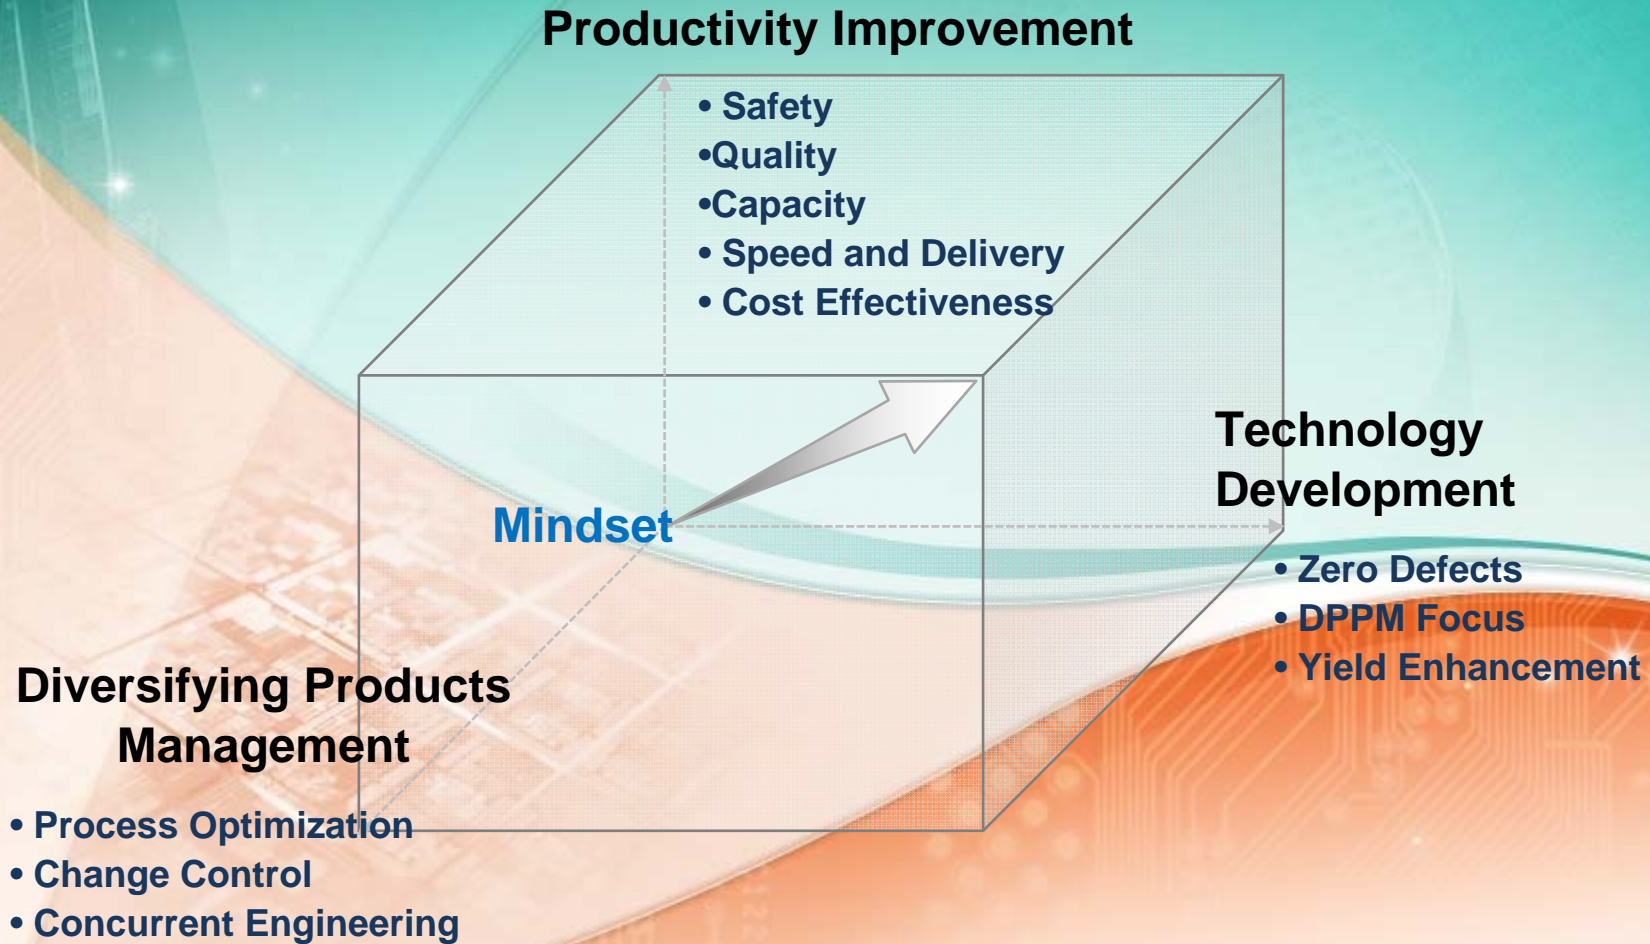 Productivity Improvement
• Safety
•Quality
•Capacity
• Speed and Delivery
• Cost Effectiveness
Technology
Development
• Zero Defects
• DPPM Focus
• Yield Enhancement
Mindset
Diversifying Products
Management
• Process Optimization
• Change Control
• Concurrent Engineering